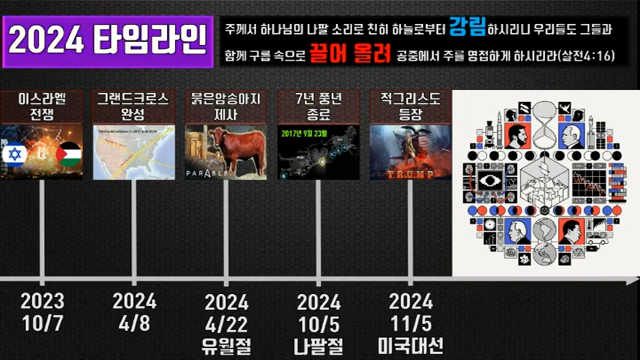 2024 타임라인
주께서 하나님의 나팔 소리로 친히 하늘로부터 강림하시리니 우리들도 그들과
함께 구름 속으로 끌어 올려 공중에서 주를 영접하게 하시리라(살전4:16)
이스라엘
전쟁
그랜드크로스
완성
붉은암송아지
제사
7년 풍년
종료
적그리스도
등장
2017년 9월 23일
PARABLE
TRUMP
2023
10/7
2024
4/8
2024
4/22
유월절
2024
10/5
나팔절
2024
11/5
미국대선